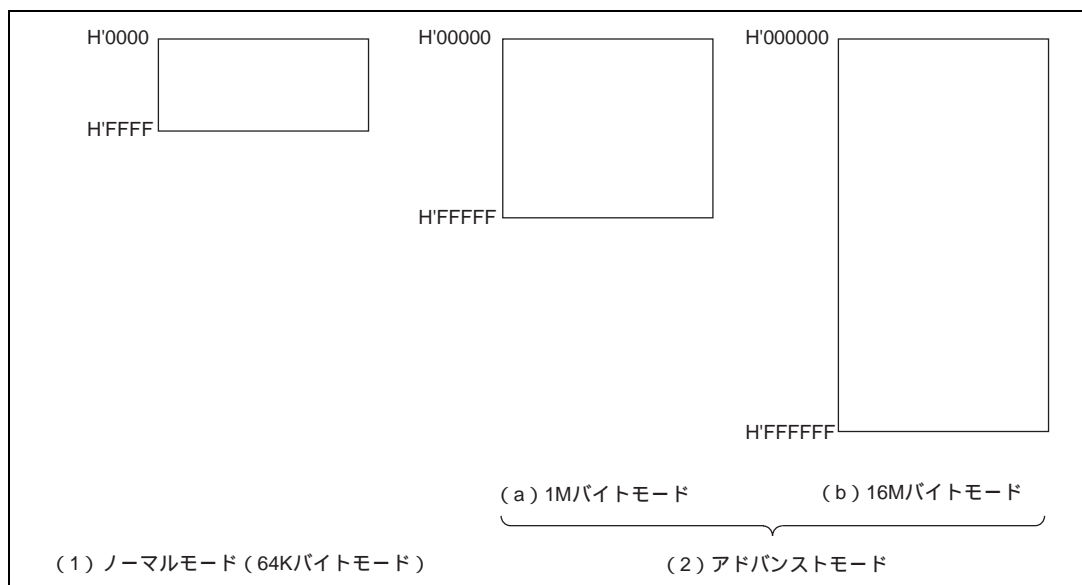 H'0000
H'FFFF
H'00000
H'FFFFF
H'000000
H'FFFFFF
（a）1Mバイトモード
（b）16Mバイトモード
（1）ノーマルモード（64Kバイトモード）
（2）アドバンストモード